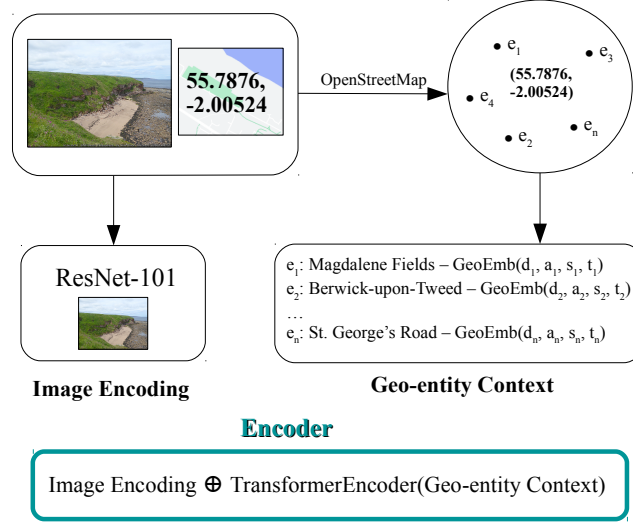 55.7876,
-2.00524
OpenStreetMap
e1
e3
(55.7876,
-2.00524)
e4
en
e2
ResNet-101
Image Encoding
e1: Magdalene Fields – GeoEmb(d1, a1, s1, t1)
e2: Berwick-upon-Tweed – GeoEmb(d2, a2, s2, t2)
…
en: St. George's Road – GeoEmb(dn, an, sn, tn)
Geo-entity Context
Encoder
Image Encoding ⊕ TransformerEncoder(Geo-entity Context)